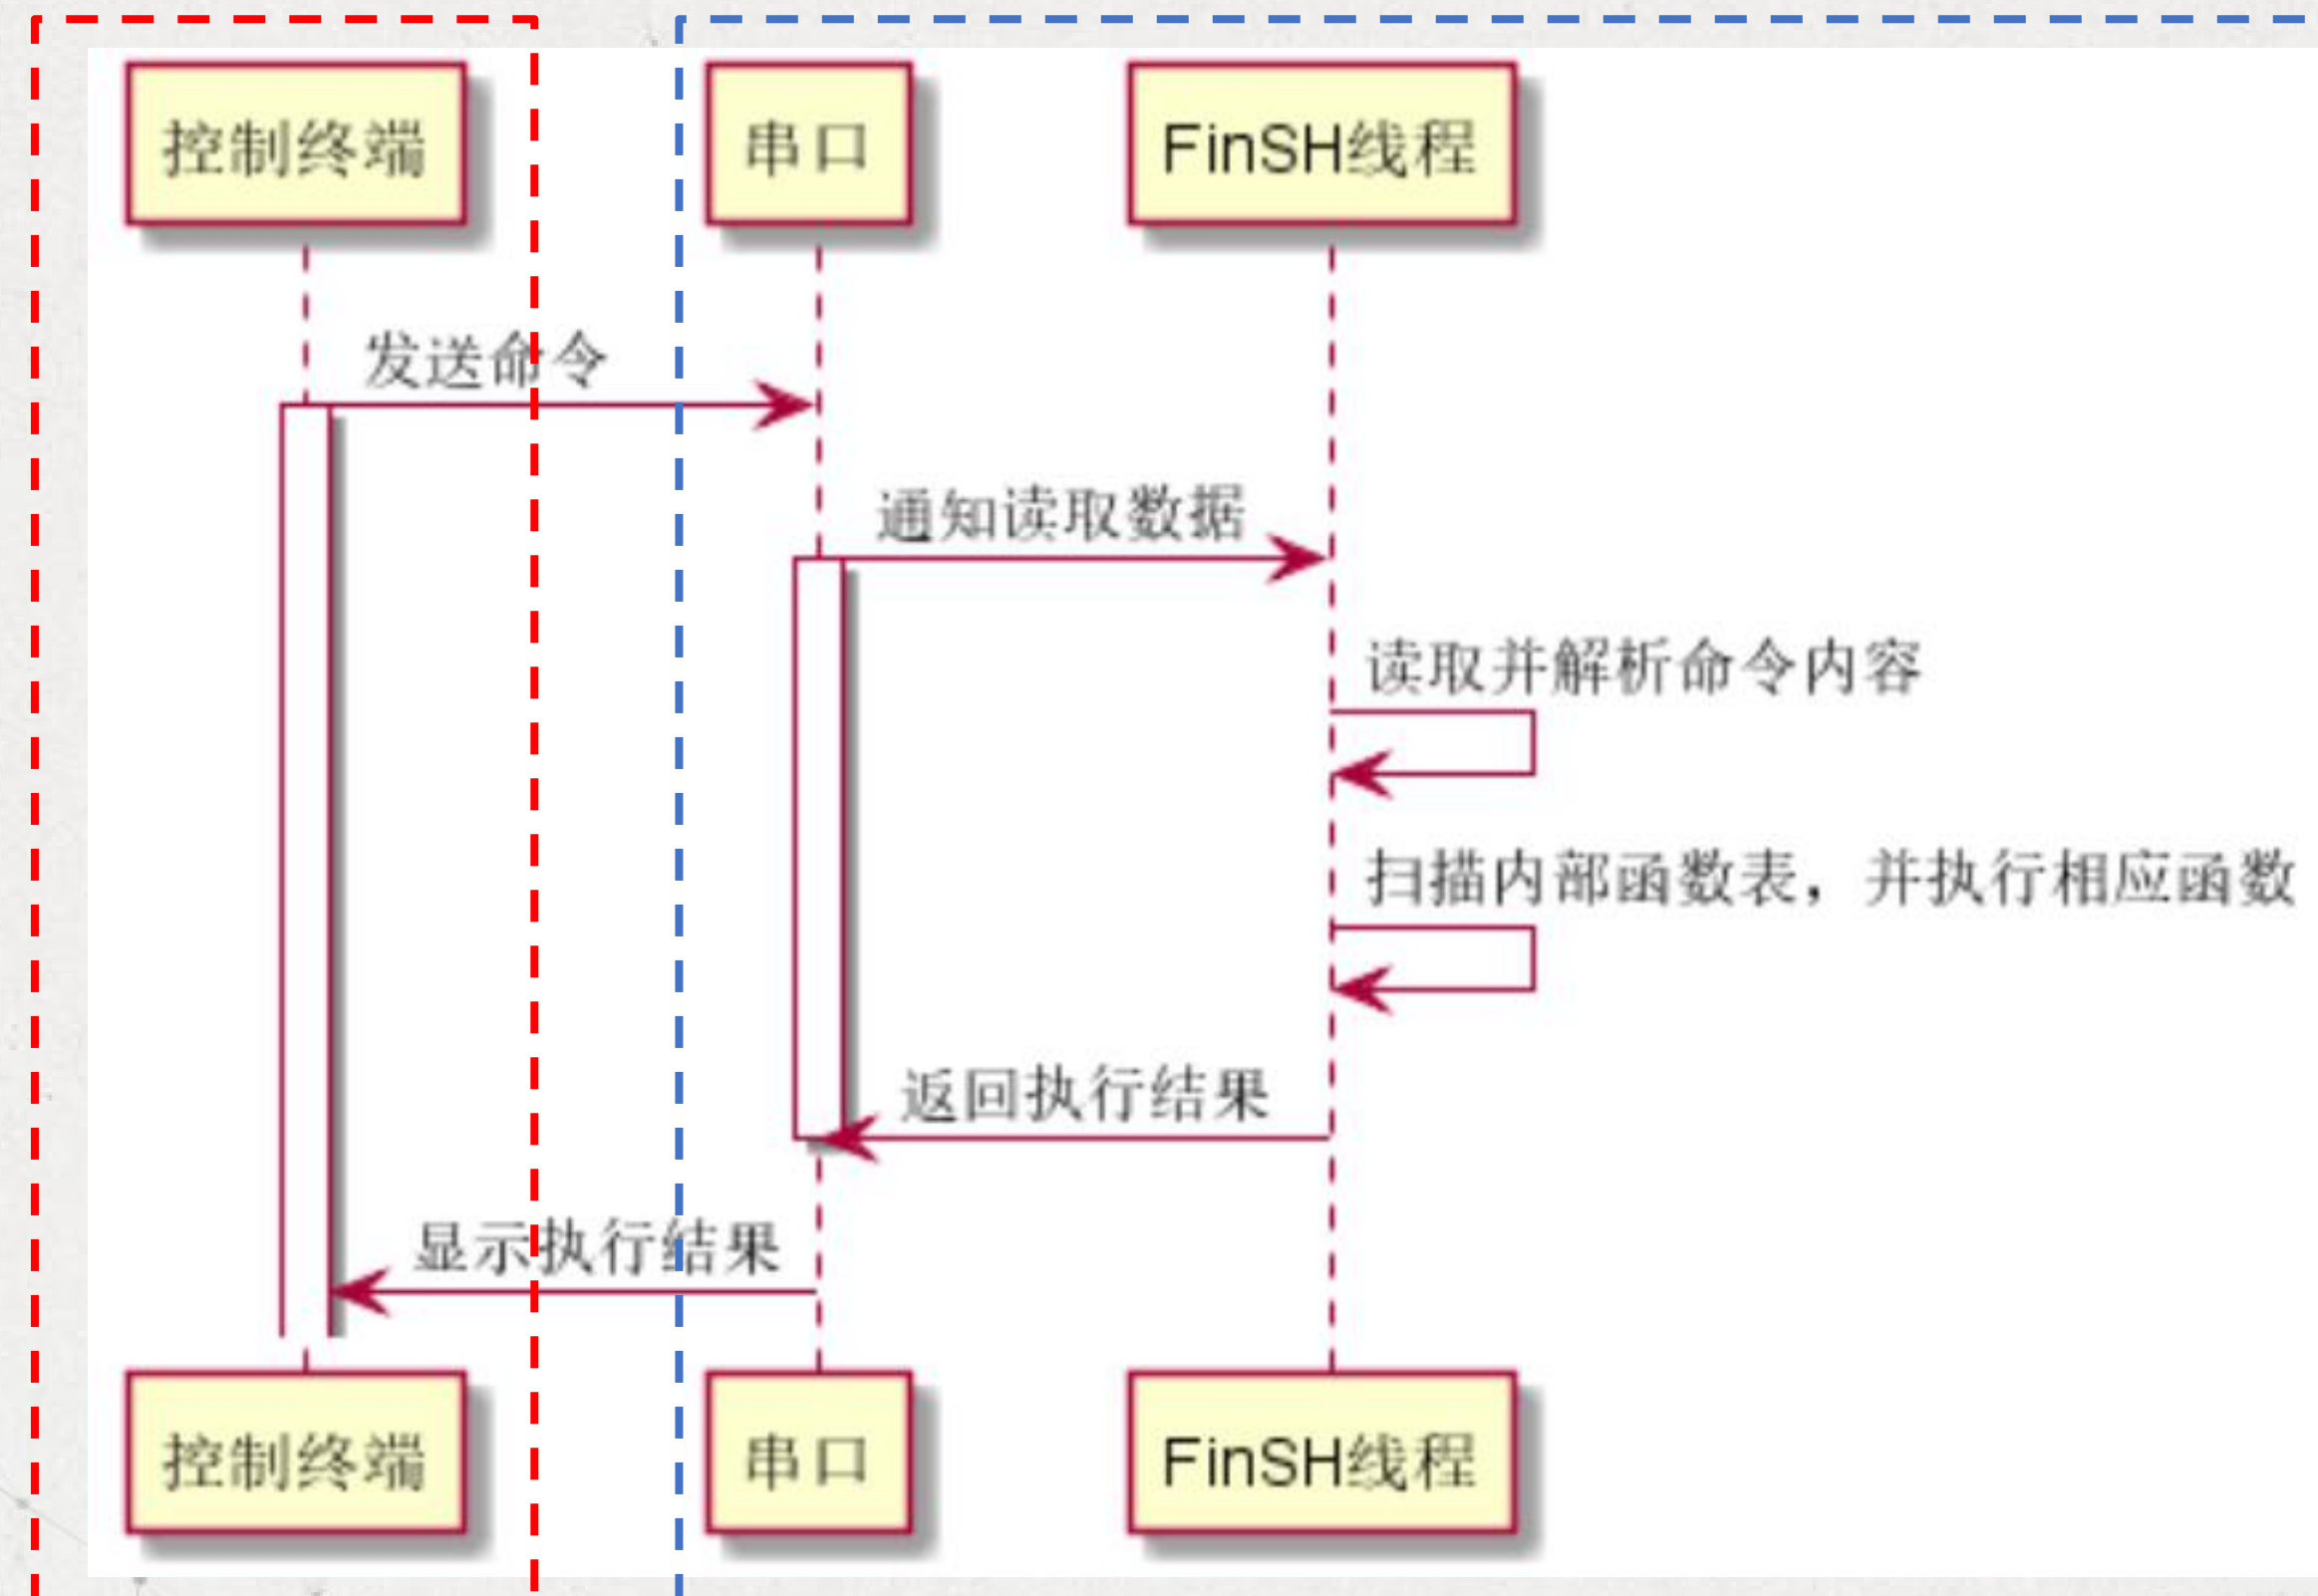 控制终端
串口
FinSH线程
发送命令
通知读取数据
读取并解析命令内容
扫描内部函数表，并执行相应函数
返回执行结果
显示执行结果
控制终端
串口
FinSH线程